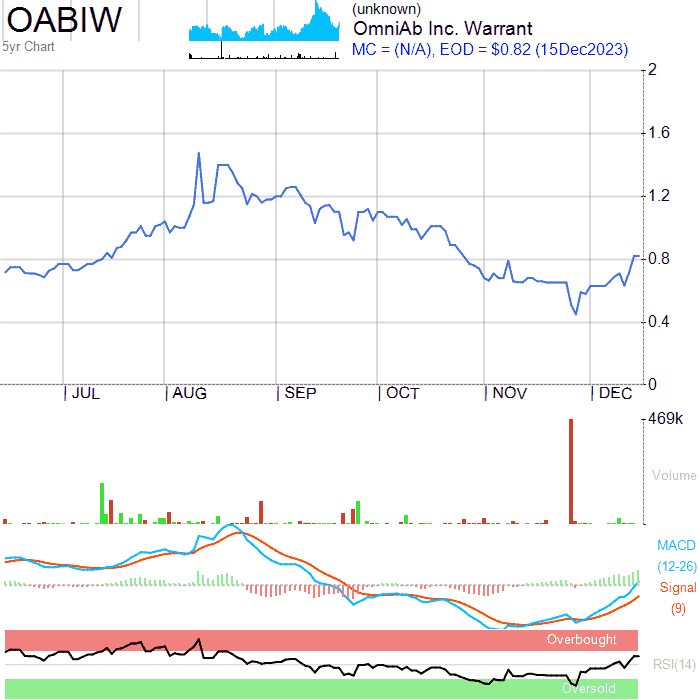 OABIW
5yr Chart
(unknown)
OmniAb Inc. Warrant
MC = (N/A), EOD = $0.82 (15Dec2023)
2
1.6
1.2
0.8
0.4
0
JUL AUG SEP OCT NOV DEC
469k
Volume
MACD
(12-26)
Signal
(9)
Overbought
RSI(14)
Oversold